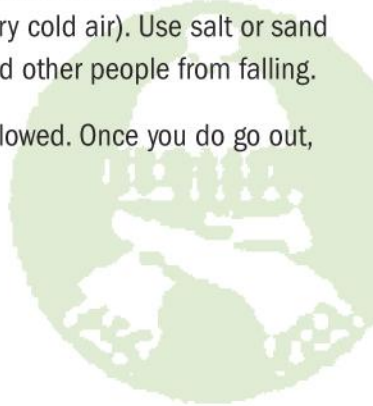 ry cold air). Use salt or sand
d other people from falling.
lowed. Once you do go out,